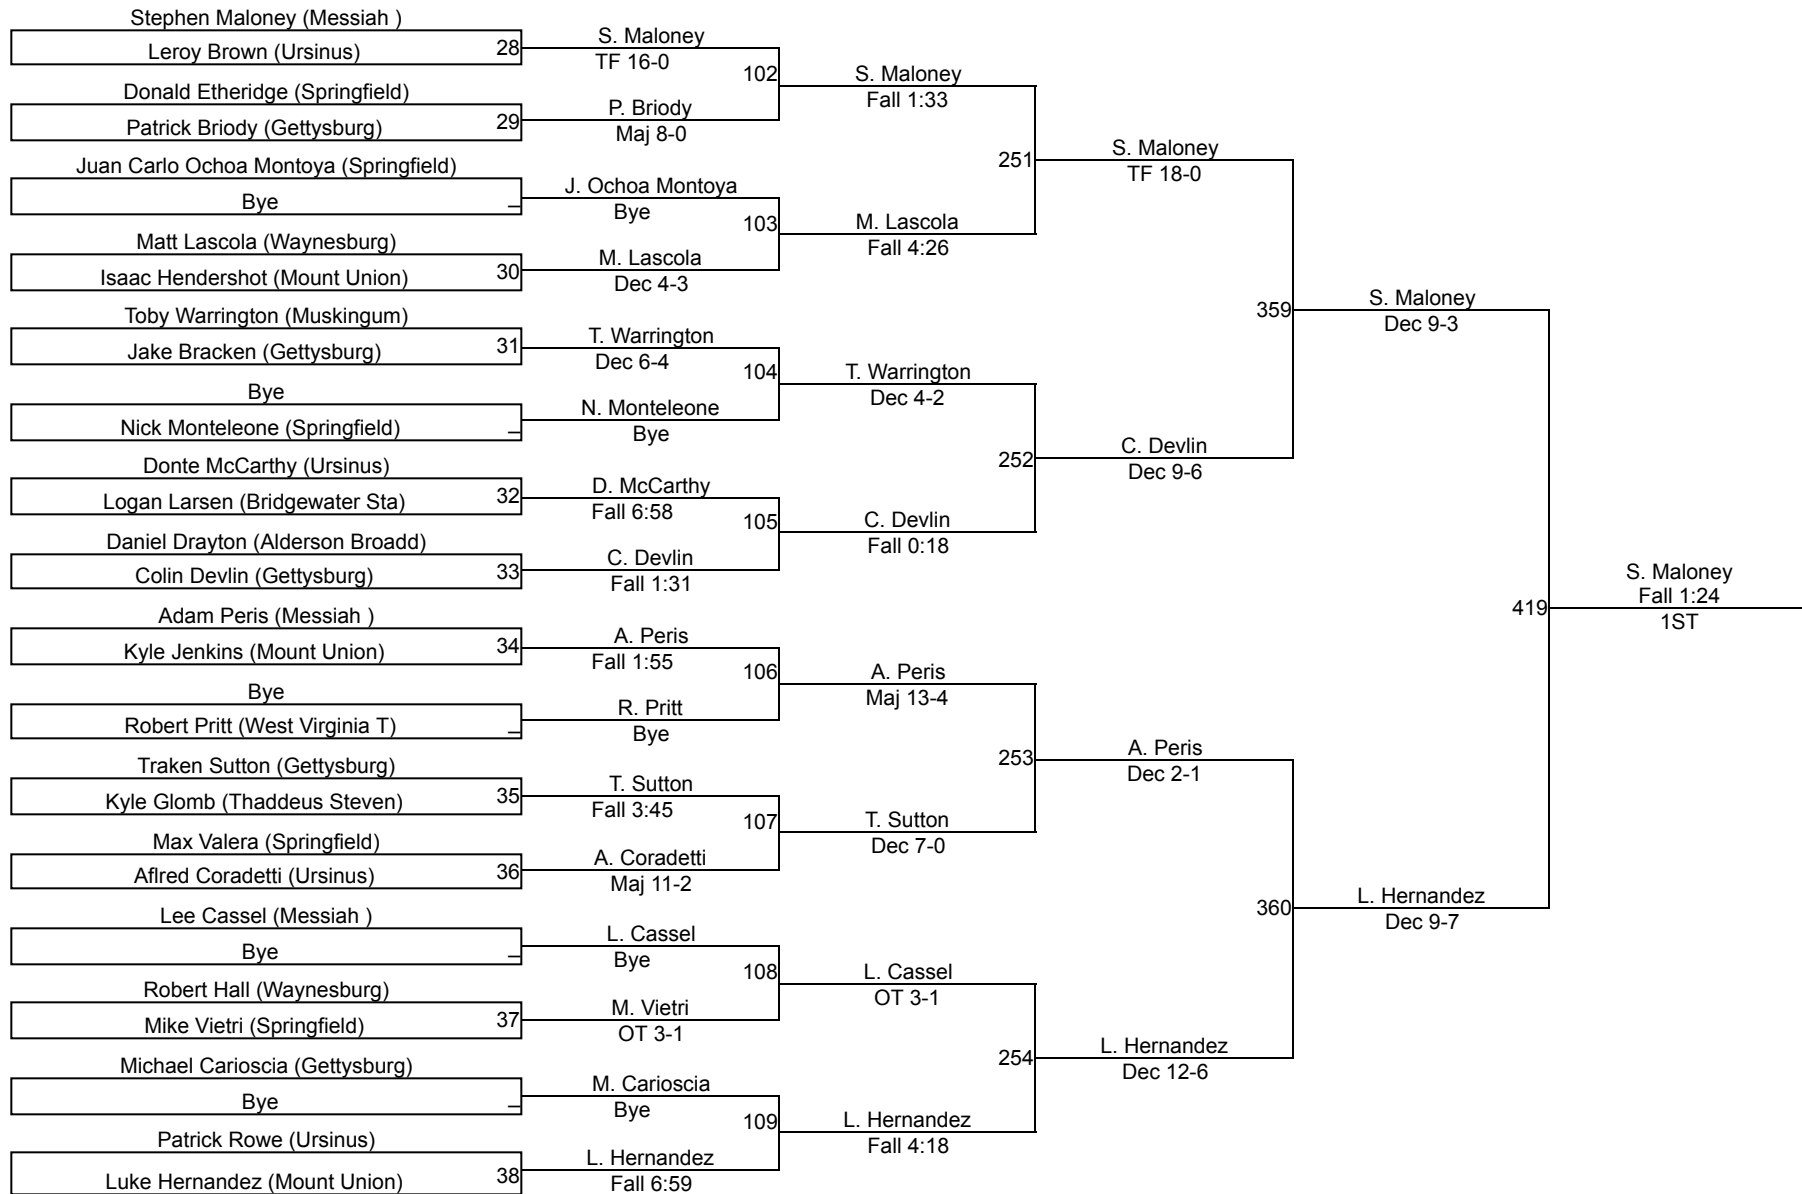 Stephen Maloney (Messiah )
Leroy Brown (Ursinus)
28
Donald Etheridge (Springfield)
Patrick Briody (Gettysburg)
29
Juan Carlo Ochoa Montoya (Springfield)
Bye
_
Matt Lascola (Waynesburg)
Isaac Hendershot (Mount Union)
30
Toby Warrington (Muskingum)
Jake Bracken (Gettysburg)
31
Bye
Nick Monteleone (Springfield)
_
Donte McCarthy (Ursinus)
Logan Larsen (Bridgewater Sta)
32
Daniel Drayton (Alderson Broadd)
Colin Devlin (Gettysburg)
33
Adam Peris (Messiah )
Kyle Jenkins (Mount Union)
34
Bye
Robert Pritt (West Virginia T)
_
Traken Sutton (Gettysburg)
Kyle Glomb (Thaddeus Steven)
35
Max Valera (Springfield)
Aflred Coradetti (Ursinus)
36
Lee Cassel (Messiah )
Bye
_
Robert Hall (Waynesburg)
Mike Vietri (Springfield)
37
Michael Carioscia (Gettysburg)
Bye
_
Patrick Rowe (Ursinus)
Luke Hernandez (Mount Union)
38
S. Maloney
TF 16-0
102
P. Briody
Maj 8-0
J. Ochoa Montoya
Bye
103
M. Lascola
Dec 4-3
T. Warrington
Dec 6-4
104
N. Monteleone
Bye
D. McCarthy
Fall 6:58
105
C. Devlin
Fall 1:31
A. Peris
Fall 1:55
106
R. Pritt
Bye
T. Sutton
Fall 3:45
107
A. Coradetti
Maj 11-2
L. Cassel
Bye
108
M. Vietri
OT 3-1
M. Carioscia
Bye
109
L. Hernandez
Fall 6:59
S. Maloney
Fall 1:33
251
M. Lascola
Fall 4:26
T. Warrington
Dec 4-2
252
C. Devlin
Fall 0:18
A. Peris
Maj 13-4
253
T. Sutton
Dec 7-0
L. Cassel
OT 3-1
254
L. Hernandez
Fall 4:18
S. Maloney
TF 18-0
359
C. Devlin
Dec 9-6
A. Peris
Dec 2-1
360
L. Hernandez
Dec 12-6
S. Maloney
Dec 9-3
419
L. Hernandez
Dec 9-7
S. Maloney
Fall 1:24
1ST